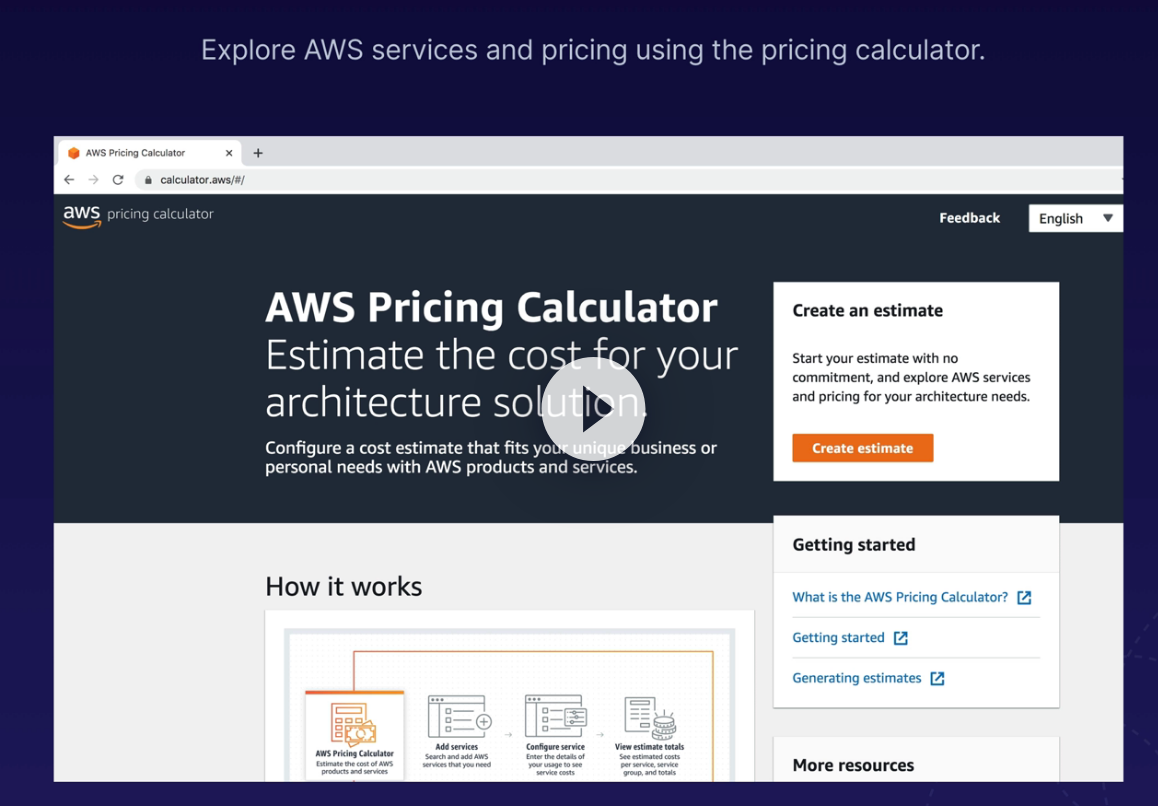 Explore AWS services and pricing using the pricing calculator.
AWS Pricing Calculator
calculator.aws/#/
aws pricing calculator
Feedback
English
AWS Pricing Calculator
Estimate the cost for your
architecture solution.
Configure a cost estimate that fits your unique business or
personal needs with AWS products and services.
Create an estimate
Start your estimate with no
commitment, and explore AWS services
and pricing for your architecture needs.
Create estimate
Getting started
What is the AWS Pricing Calculator?
Getting started
Generating estimates
How it works
AWS Pricing Calculator
Estimate the cost of AWS
products and services
Add services
Search and add AWS
services that you need
Configure service
Enter the details of
your usage to see
service costs
View estimate totals
See estimated costs
per service, service
group, and totals
More resources